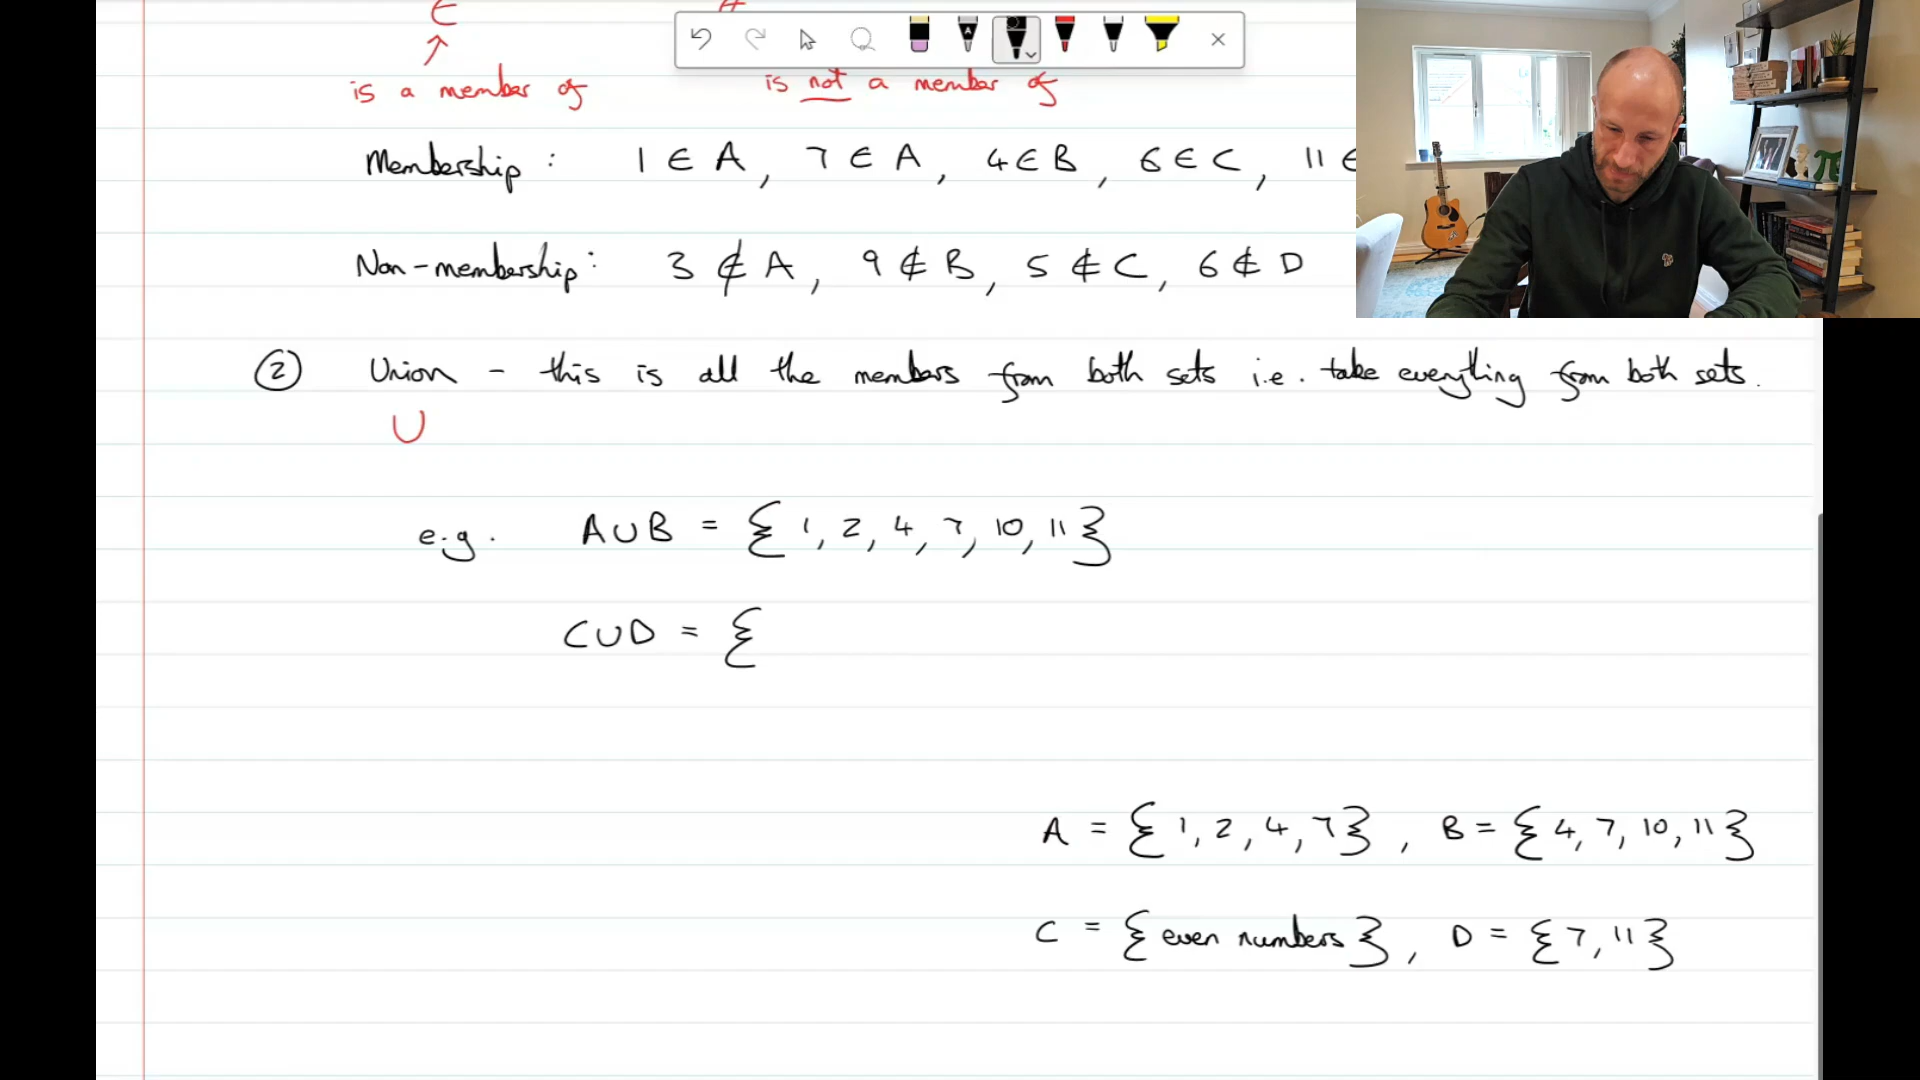 ∈ ∉
↑
is a member of is not a member of
Membership : 1 ∈ A, 7 ∈ A, 4 ∈ B, 6 ∈ C, 11 ∈
Non-membership: 3 ∉ A, 9 ∉ B, 5 ∉ C, 6 ∉ D
② Union - this is all the members from both sets i.e. take everything from both sets.
∪
e.g. A∪B = { 1, 2, 4, 7, 10, 11 }
C∪D = {
A = { 1, 2, 4, 7 }, B = { 4, 7, 10, 11 }
C = { even numbers }, D = { 7, 11 }